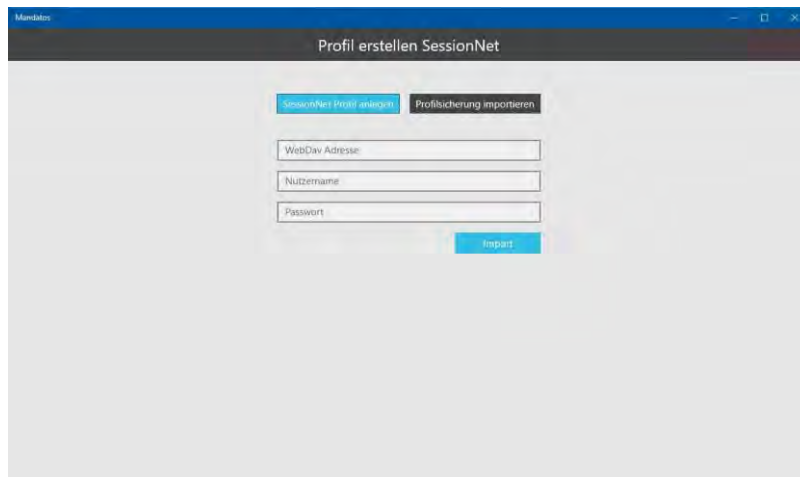 Mandatos
Profil erstellen SessionNet
SessionNet Profil anlegen Profilsicherung importieren
WebDav Adresse
Nutzername
Passwort
Import